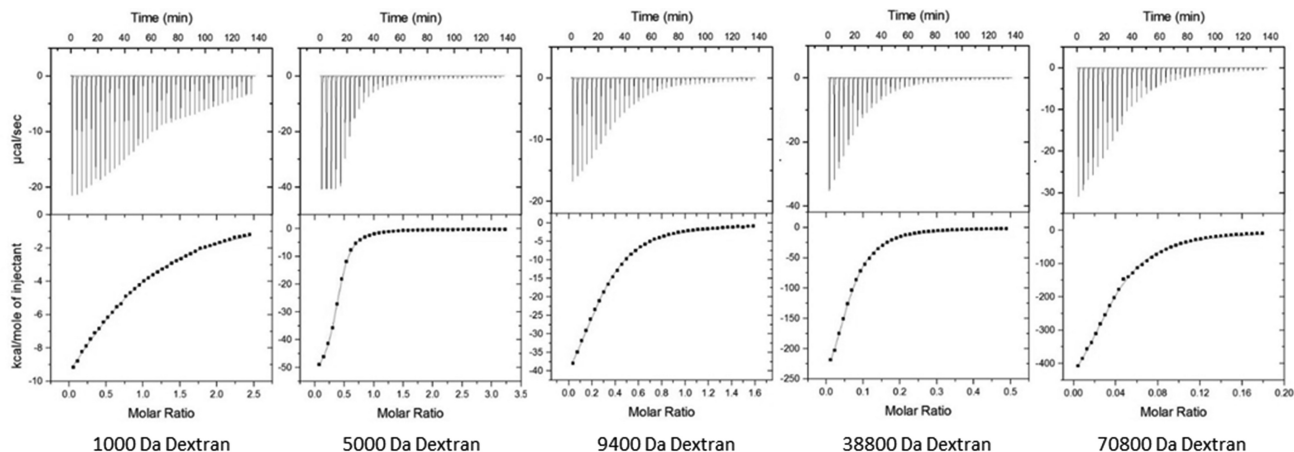 Time (min) Time (min) Time (min) Time (min) Time (min)
0 20 40 60 80 100 120 140 0 20 40 60 80 100 120 140 0 20 40 60 80 100 120 140 0 20 40 60 80 100 120 140 0 20 40 60 80 100 120 140
µcal/sec
0 -10 -20
0 -20 -40
0 -10 -20
0 -20 -40
0 -10 -20 -30
kcal/mole of injectant
0 -2 -4 -6 -8 -10
0 -10 -20 -30 -40 -50
0 -5 -10 -15 -20 -25 -30 -35 -40
0 -50 -100 -150 -200 -250
0 -100 -200 -300 -400
0.0 0.5 1.0 1.5 2.0 2.5 0.0 0.5 1.0 1.5 2.0 2.5 3.0 3.5 0.0 0.2 0.4 0.6 0.8 1.0 1.2 1.4 1.6 0.0 0.1 0.2 0.3 0.4 0.5 0.00 0.04 0.08 0.12 0.16 0.20
Molar Ratio Molar Ratio Molar Ratio Molar Ratio Molar Ratio
1000 Da Dextran 5000 Da Dextran 9400 Da Dextran 38800 Da Dextran 70800 Da Dextran